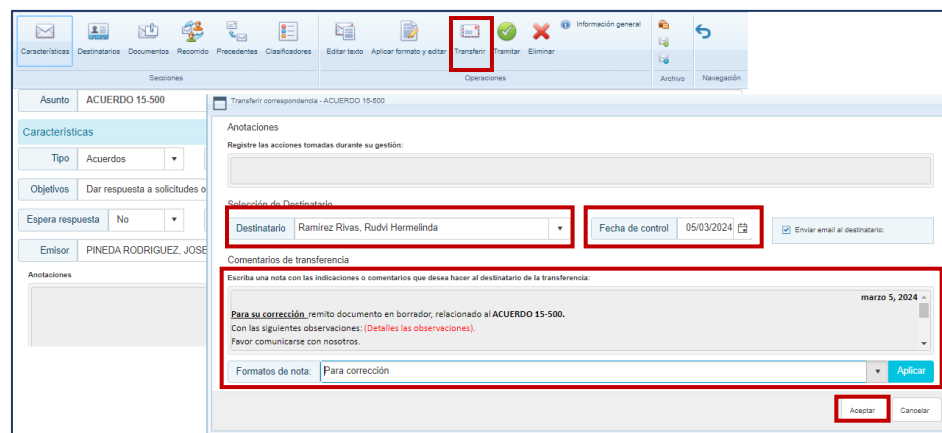 Características Destinatarios Documentos Recorrido Precedentes Clasificadores Editar texto Aplicar formato y editar Transferir Tramitar Eliminar Información general
Secciones Operaciones Archivo Navegación
Asunto ACUERDO 15-500
Transferir correspondencia - ACUERDO 15-500
Características
Tipo Acuerdos
Objetivos Dar respuesta a solicitudes o
Espera respuesta No
Emisor PINEDA RODRIGUEZ, JOSE
Anotaciones
Anotaciones
Registre las acciones tomadas durante su gestión:
Selección de Destinatario
Destinatario Ramírez Rivas, Rudvi Hermelinda Fecha de control 05/03/2024 Enviar email al destinatario:
Comentarios de transferencia
Escriba una nota con las indicaciones o comentarios que desea hacer al destinatario de la transferencia:
marzo 5, 2024
Para su corrección remito documento en borrador, relacionado al ACUERDO 15-500.
Con las siguientes observaciones: (Detalles las observaciones).
Favor comunicarse con nosotros.
Formatos de nota: Para corrección Aplicar
Aceptar Cancelar